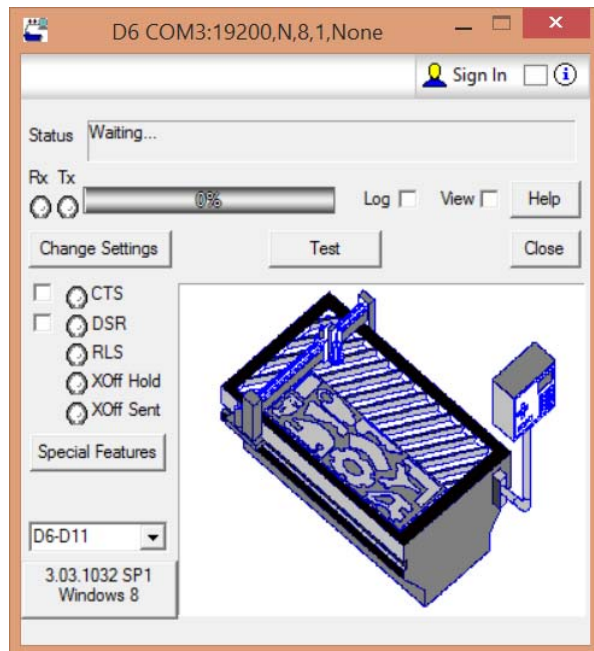 D6 COM3:19200,N,8,1,None
Sign In
Status Waiting...
Rx Tx
0% Log View Help
Change Settings Test Close
CTS
DSR
RLS
XOff Hold
XOff Sent
Special Features
D6-D11
3.03.1032 SP1
Windows 8